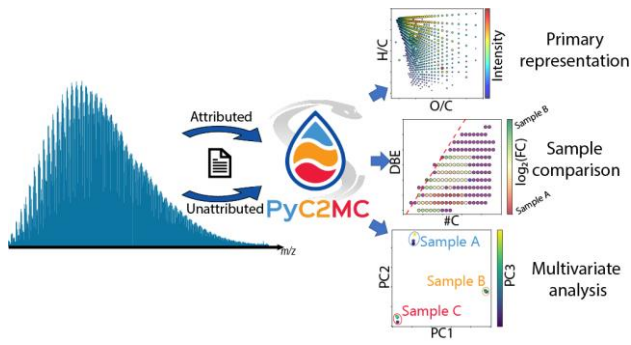 H/C
O/C
Intensity
Primary
representation
Attributed
Unattributed
m/z
PyC2MC
DBE
#C
Sample B
log₂(FC)
Sample A
Sample
comparison
PC2
Sample A
Sample B
Sample C
PC1
PC3
Multivariate
analysis